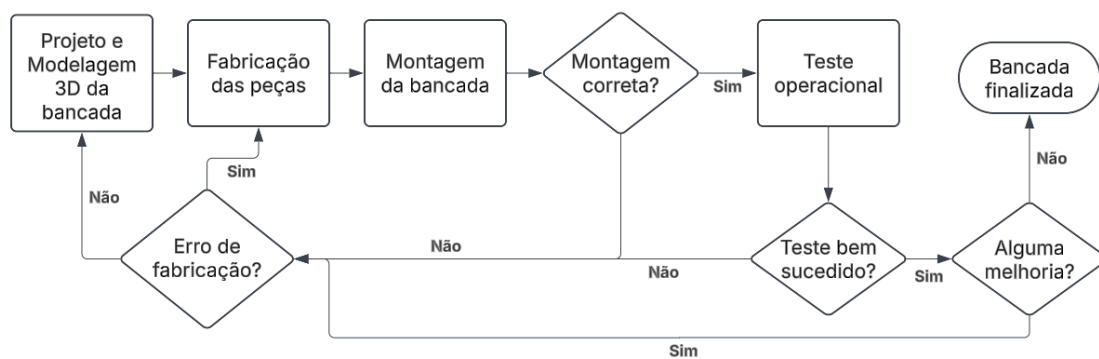 Projeto e
Modelagem
3D da
bancada
Fabricação
das peças
Montagem
da bancada
Montagem
correta?
Sim
Teste
operacional
Bancada
finalizada
Não
Sim
Não
Erro de
fabricação?
Não
Não
Teste bem
sucedido?
Sim
Alguma
melhoria?
Sim